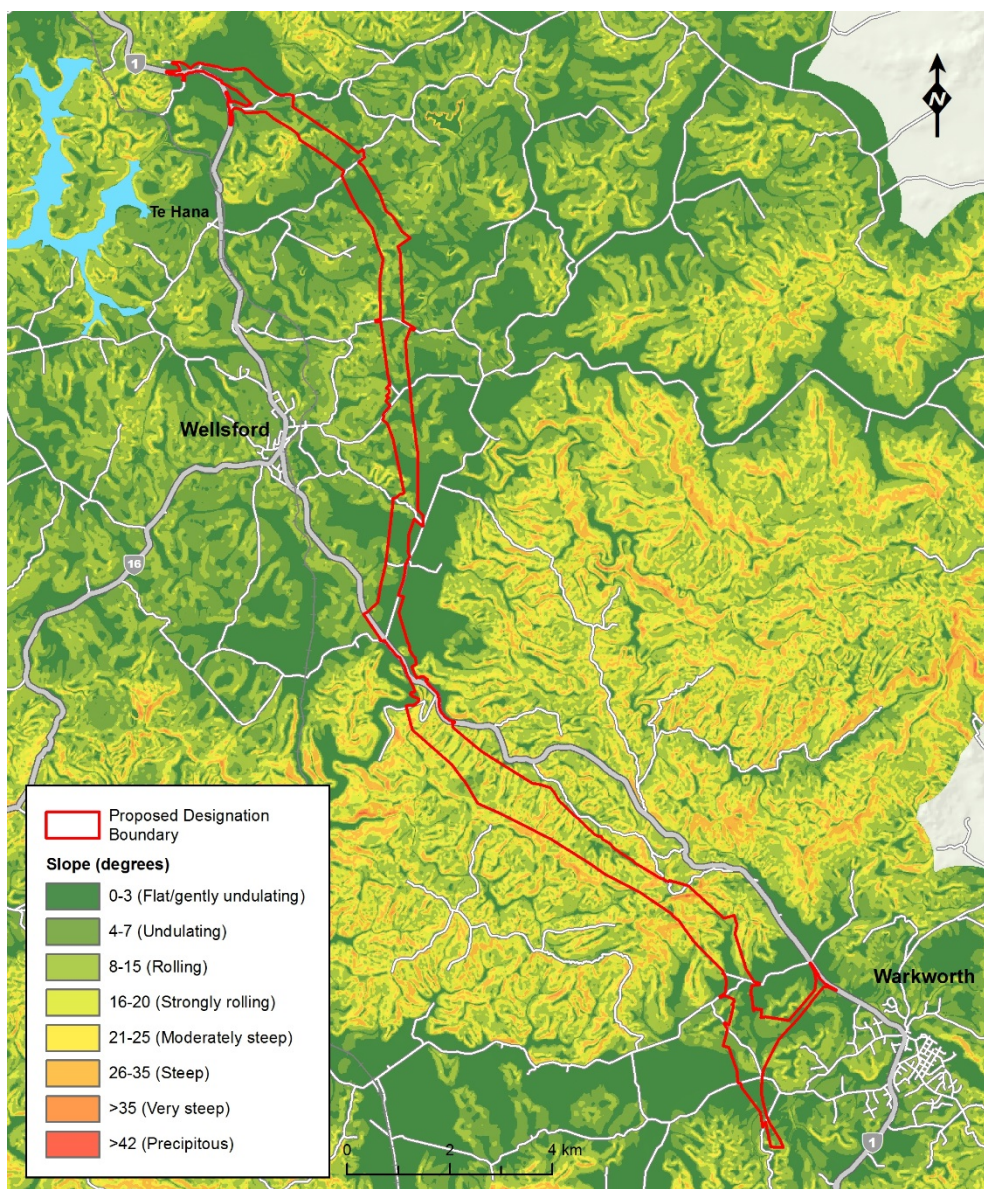 1
N
Te Hana
Wellsford
16
Warkworth
1
Proposed Designation
Boundary
Slope (degrees)
0-3 (Flat/gently undulating)
4-7 (Undulating)
8-15 (Rolling)
16-20 (Strongly rolling)
21-25 (Moderately steep)
26-35 (Steep)
>35 (Very steep)
>42 (Precipitous)
0 2 4 km